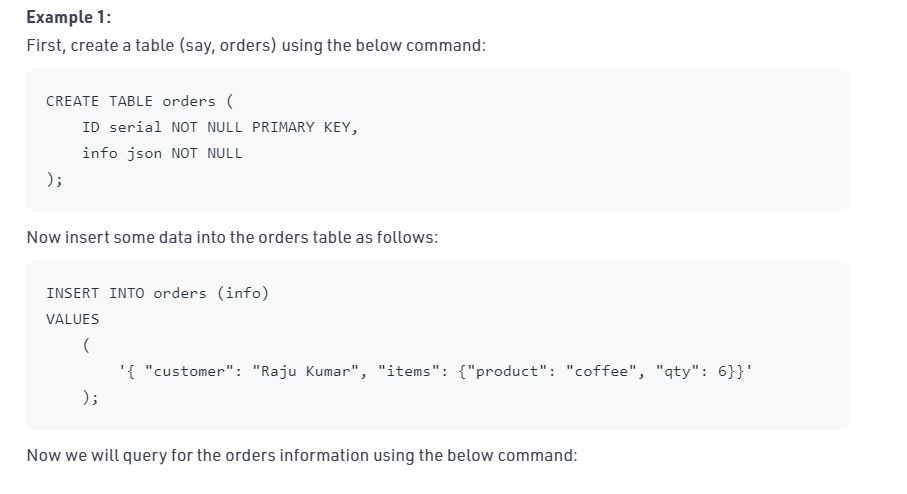 Example 1:
First, create a table (say, orders) using the below command:
CREATE TABLE orders (
    ID serial NOT NULL PRIMARY KEY,
    info json NOT NULL
);
Now insert some data into the orders table as follows:
INSERT INTO orders (info)
VALUES
    (
        '{ "customer": "Raju Kumar", "items": {"product": "coffee", "qty": 6}}'
    );
Now we will query for the orders information using the below command: